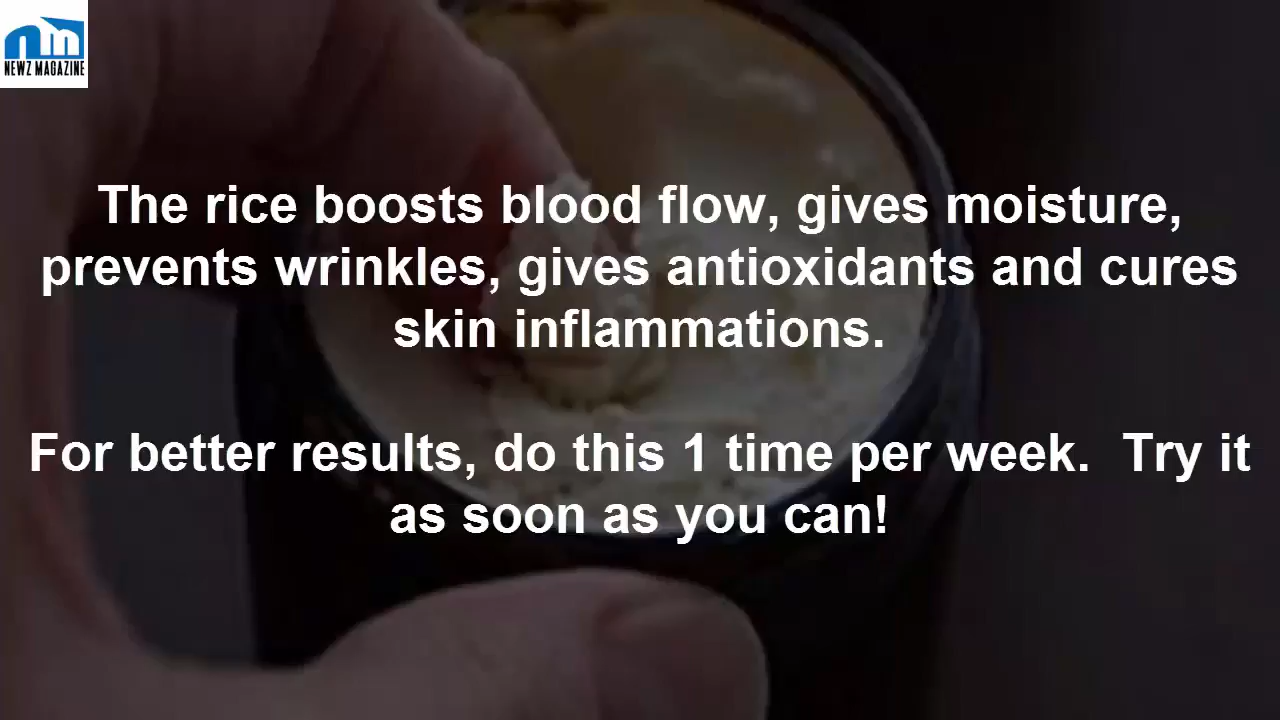 nm
NEWZ MAGAZINE
The rice boosts blood flow, gives moisture,
prevents wrinkles, gives antioxidants and cures
skin inflammations.
For better results, do this 1 time per week.  Try it
as soon as you can!